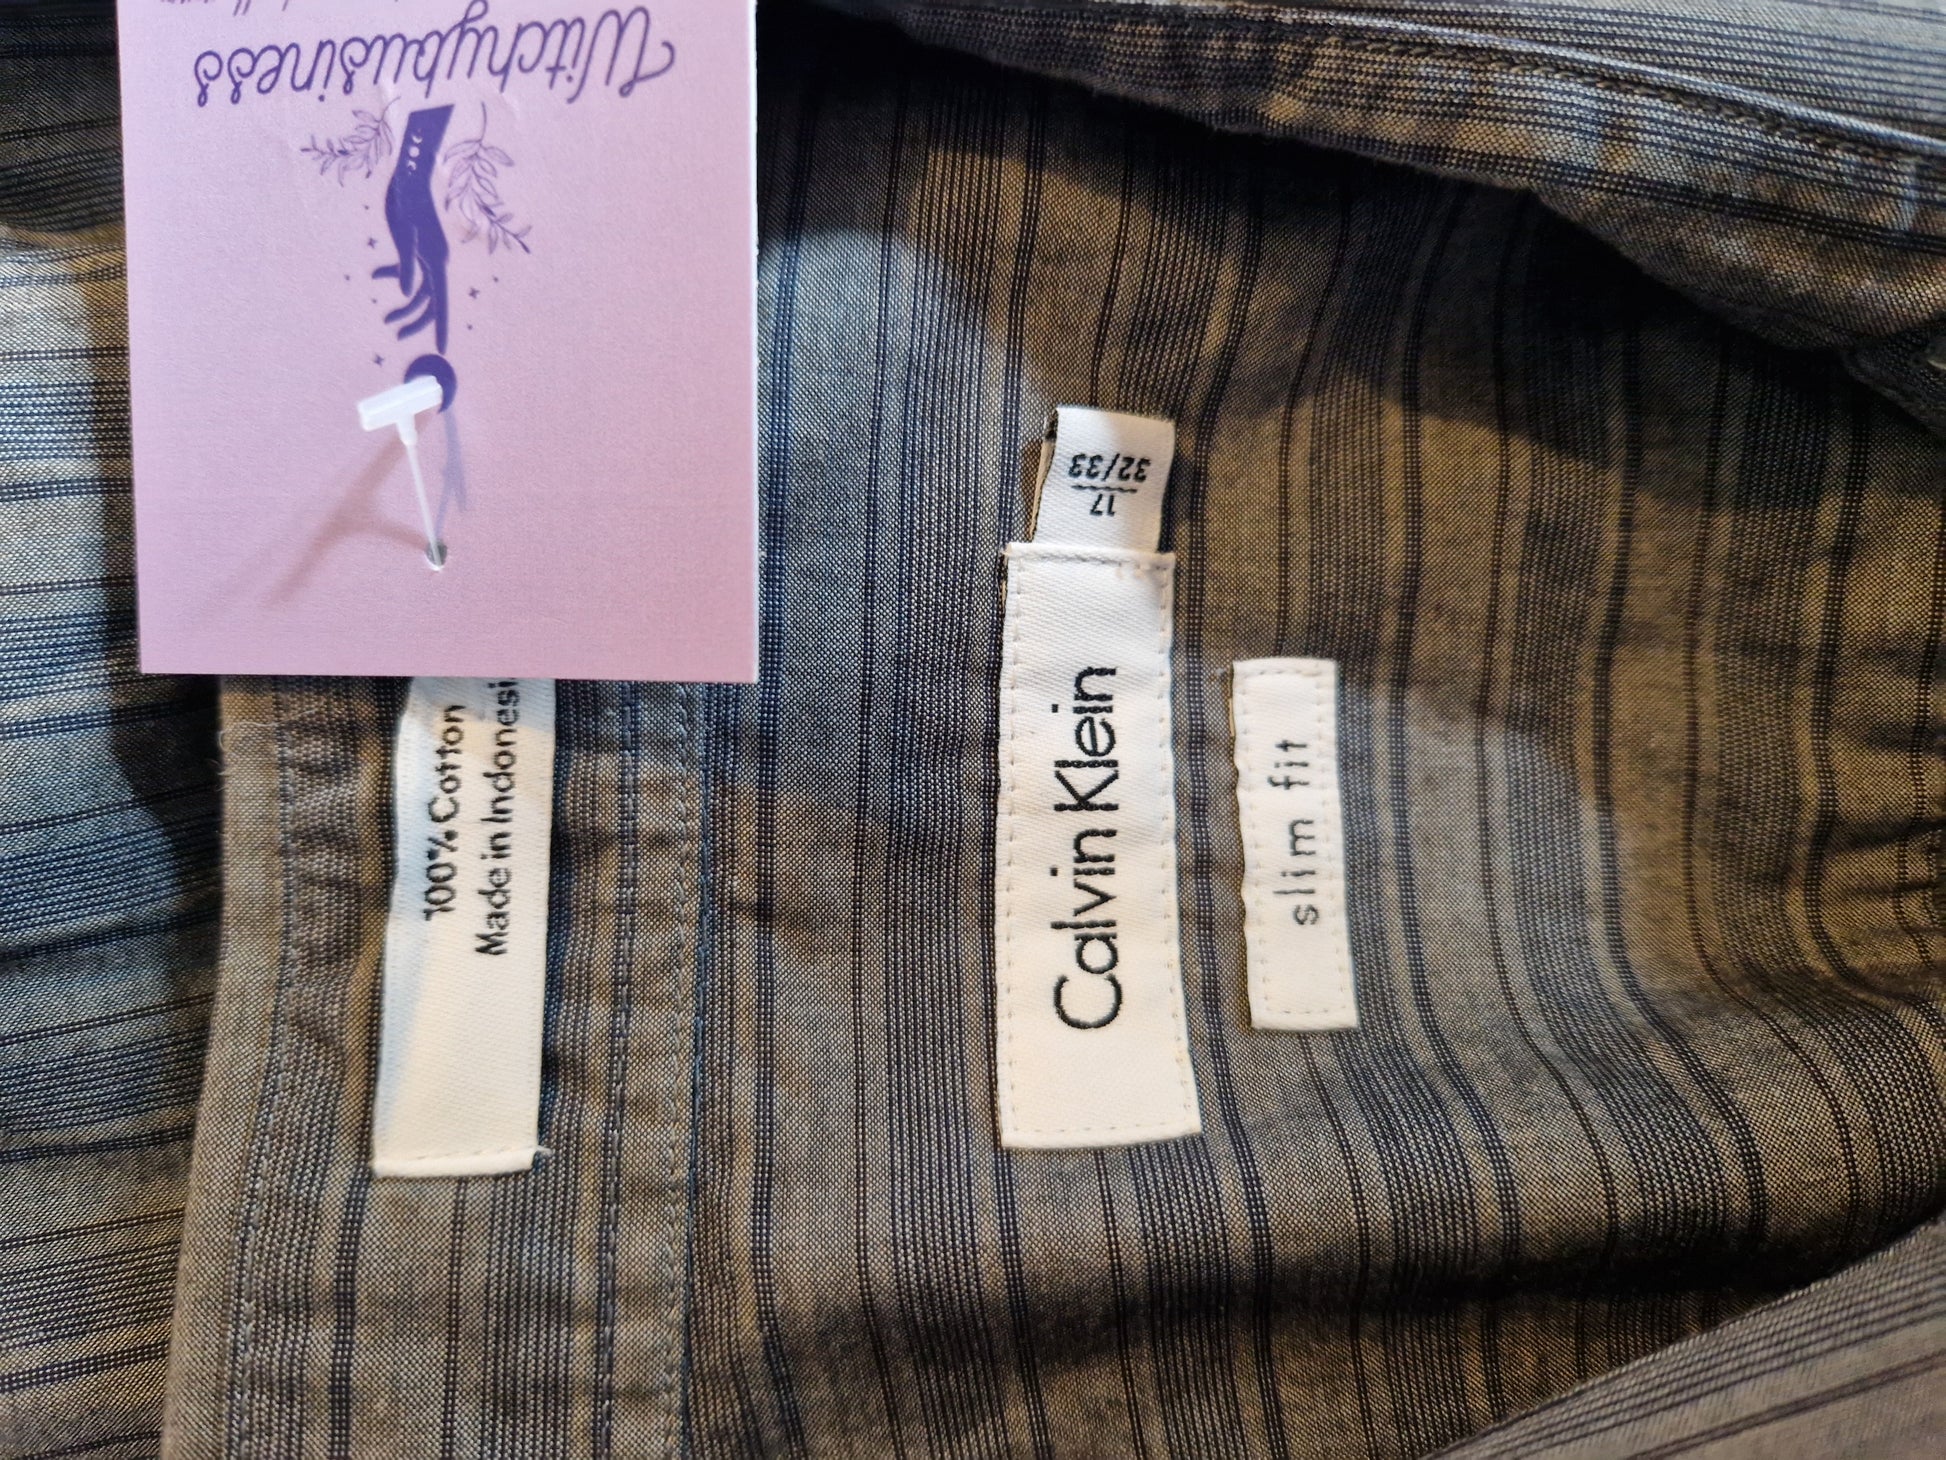 Witchybusiness
17
32/33
Calvin Klein
slim fit
100% Cotton
Made in Indonesi